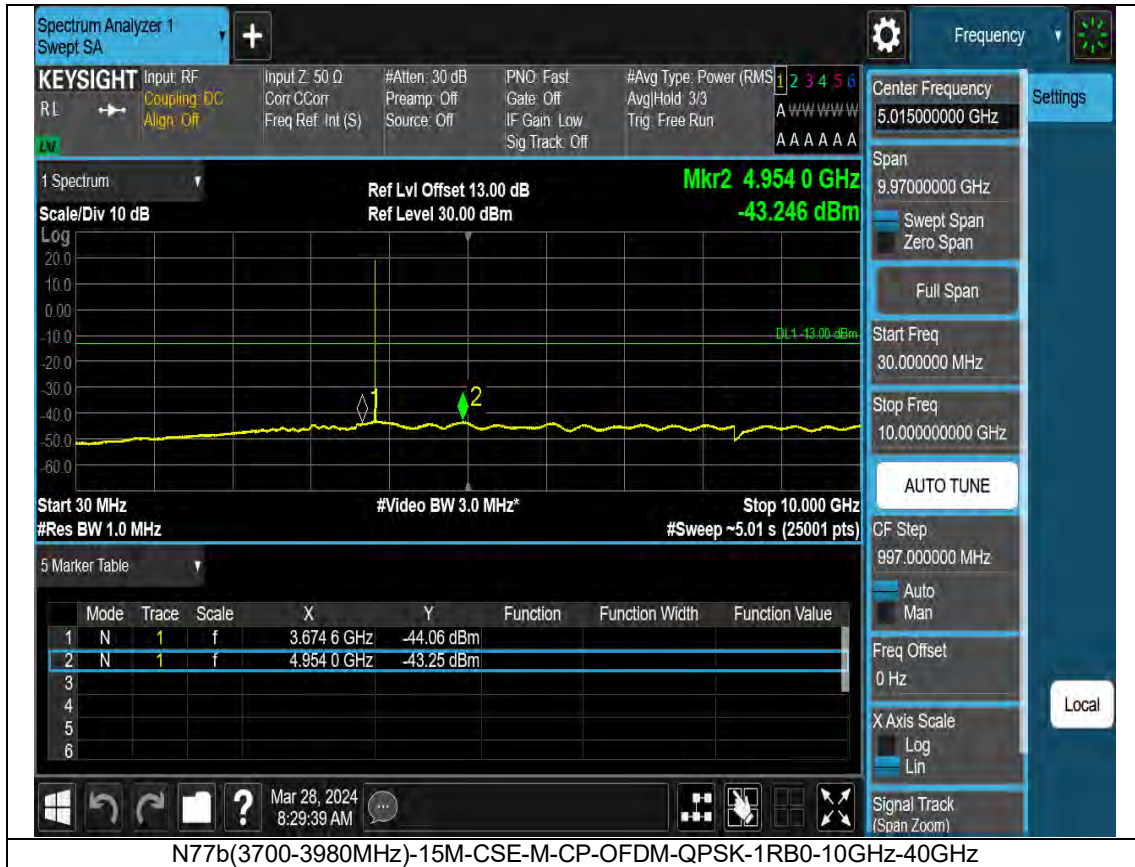 Spectrum Analyzer 1
Swept SA
Frequency
KEYSIGHT
RL
Input: RF
Coupling: DC
Align: Off
Input Z: 50 Ω
Corr CCorr
Freq Ref: Int (S)
#Atten: 30 dB
Preamp: Off
Source: Off
PNO: Fast
Gate: Off
IF Gain: Low
Sig Track: Off
#Avg Type: Power (RMS
Avg|Hold: 3/3
Trig: Free Run
1 2 3 4 5 6
A W W W W W
A A A A A A
1 Spectrum
Scale/Div 10 dB
Ref Lvl Offset 13.00 dB
Ref Level 30.00 dBm
Mkr2 4.954 0 GHz
-43.246 dBm
Log
20.0
10.0
0.00
-10.0
-20.0
-30.0
-40.0
-50.0
-60.0
DL1 -13.00 dBm
1
2
Start 30 MHz
#Res BW 1.0 MHz
#Video BW 3.0 MHz*
Stop 10.000 GHz
#Sweep ~5.01 s (25001 pts)
5 Marker Table
Mode Trace Scale X Y Function Function Width Function Value
1 N 1 f 3.674 6 GHz -44.06 dBm
2 N 1 f 4.954 0 GHz -43.25 dBm
3
4
5
6
Mar 28, 2024
8:29:39 AM
Center Frequency
5.015000000 GHz
Settings
Span
9.97000000 GHz
Swept Span
Zero Span
Full Span
Start Freq
30.000000 MHz
Stop Freq
10.000000000 GHz
AUTO TUNE
CF Step
997.000000 MHz
Auto
Man
Freq Offset
0 Hz
X Axis Scale
Log
Lin
Local
Signal Track
(Span Zoom)
N77b(3700-3980MHz)-15M-CSE-M-CP-OFDM-QPSK-1RB0-10GHz-40GHz